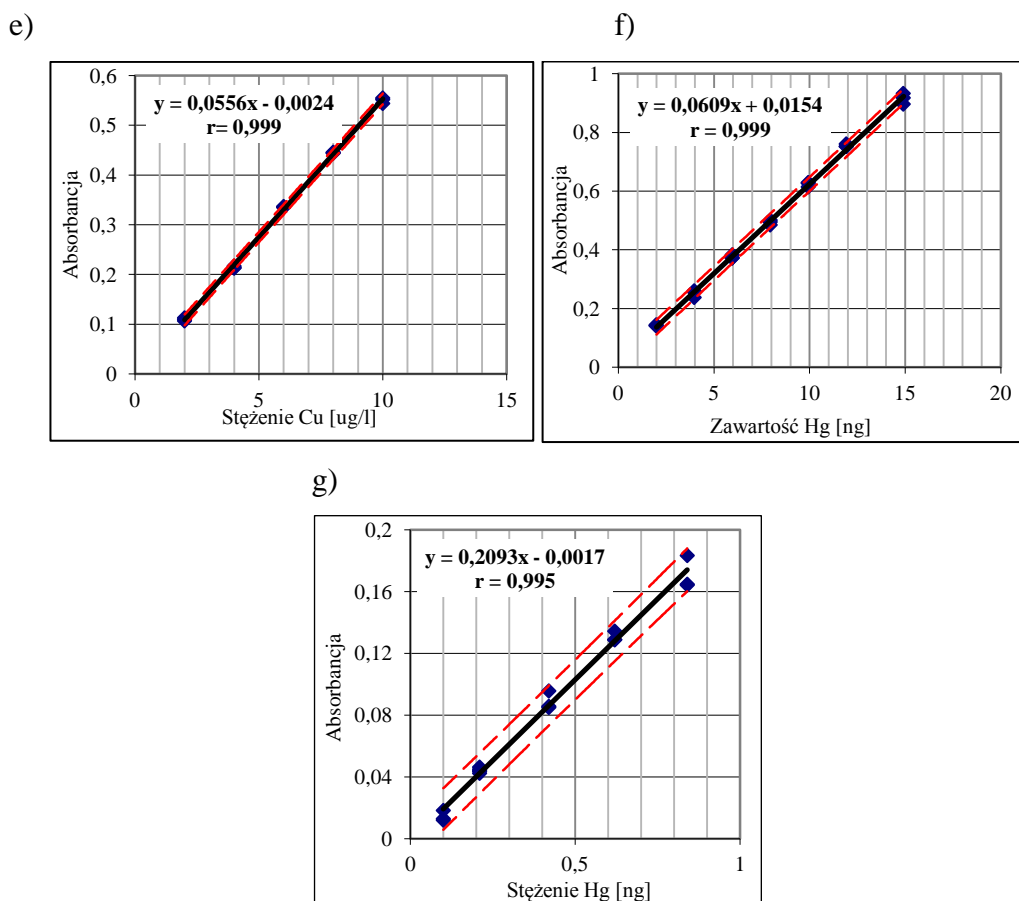 e)
f)
0,6
0,5
0,4
0,3
0,2
0,1
0
y = 0,0556x - 0,0024
r= 0,999
Absorbancja
0
5
10
15
Stężenie Cu [ug/l]
1
0,8
0,6
0,4
0,2
0
y = 0,0609x + 0,0154
r = 0,999
Absorbancja
0
5
10
15
20
Zawartość Hg [ng]
g)
0,2
0,16
0,12
0,08
0,04
0
y = 0,2093x - 0,0017
r = 0,995
Absorbancja
0
0,5
1
Stężenie Hg [ng]